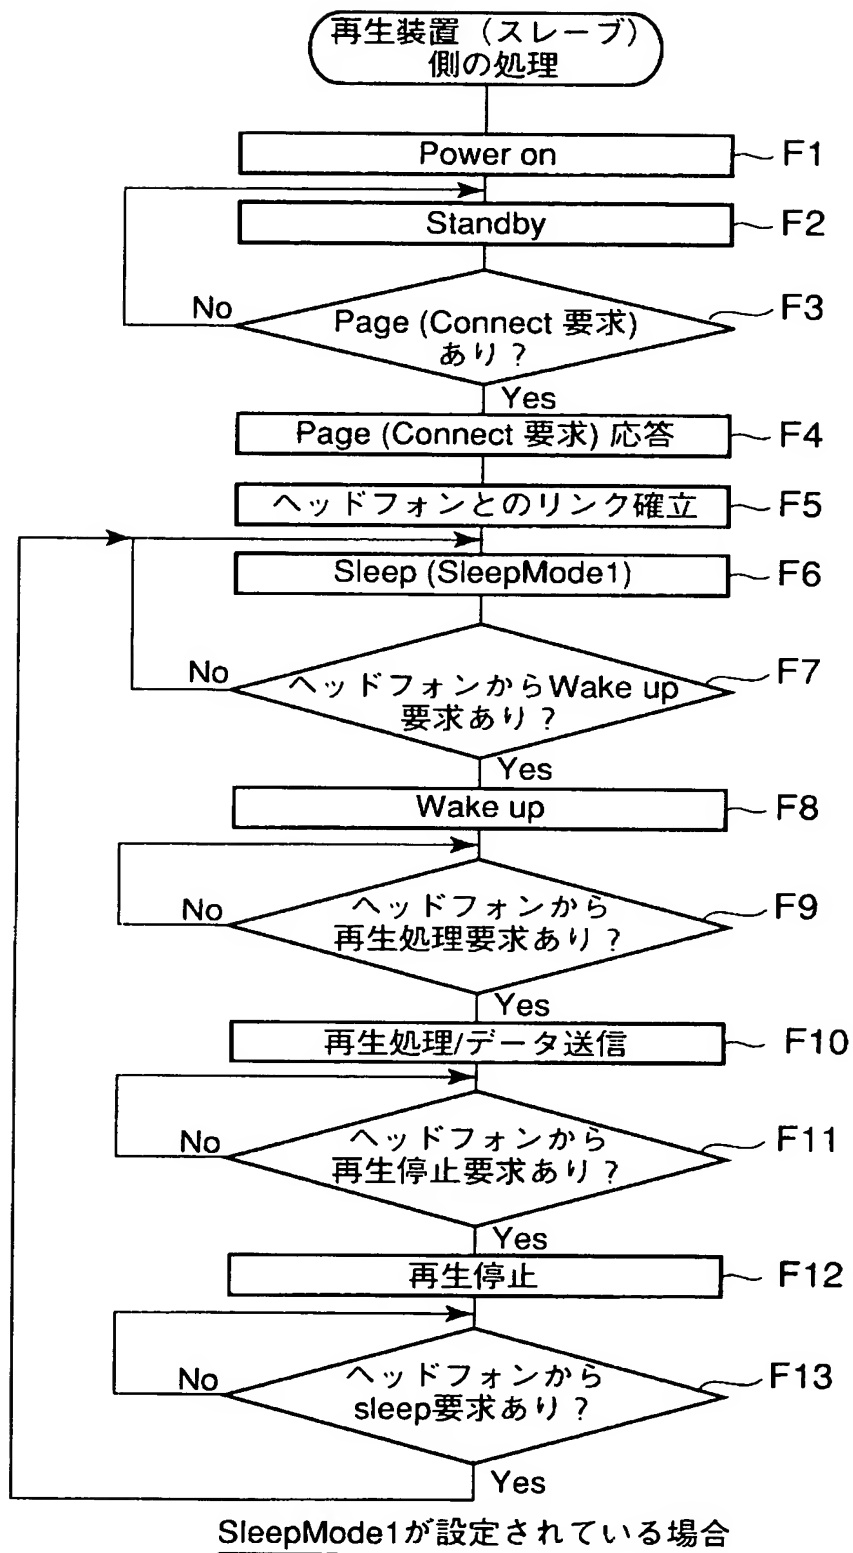 再生装置（スレーブ）
側の処理
Power on
F1
Standby
F2
No
Page (Connect 要求)
あり？
F3
Yes
Page (Connect 要求) 応答
F4
ヘッドフォンとのリンク確立
F5
Sleep (SleepMode1)
F6
No
ヘッドフォンからWake up
要求あり？
F7
Yes
Wake up
F8
No
ヘッドフォンから
再生処理要求あり？
F9
Yes
再生処理/データ送信
F10
No
ヘッドフォンから
再生停止要求あり？
F11
Yes
再生停止
F12
No
ヘッドフォンから
sleep要求あり？
F13
Yes
SleepMode1が設定されている場合